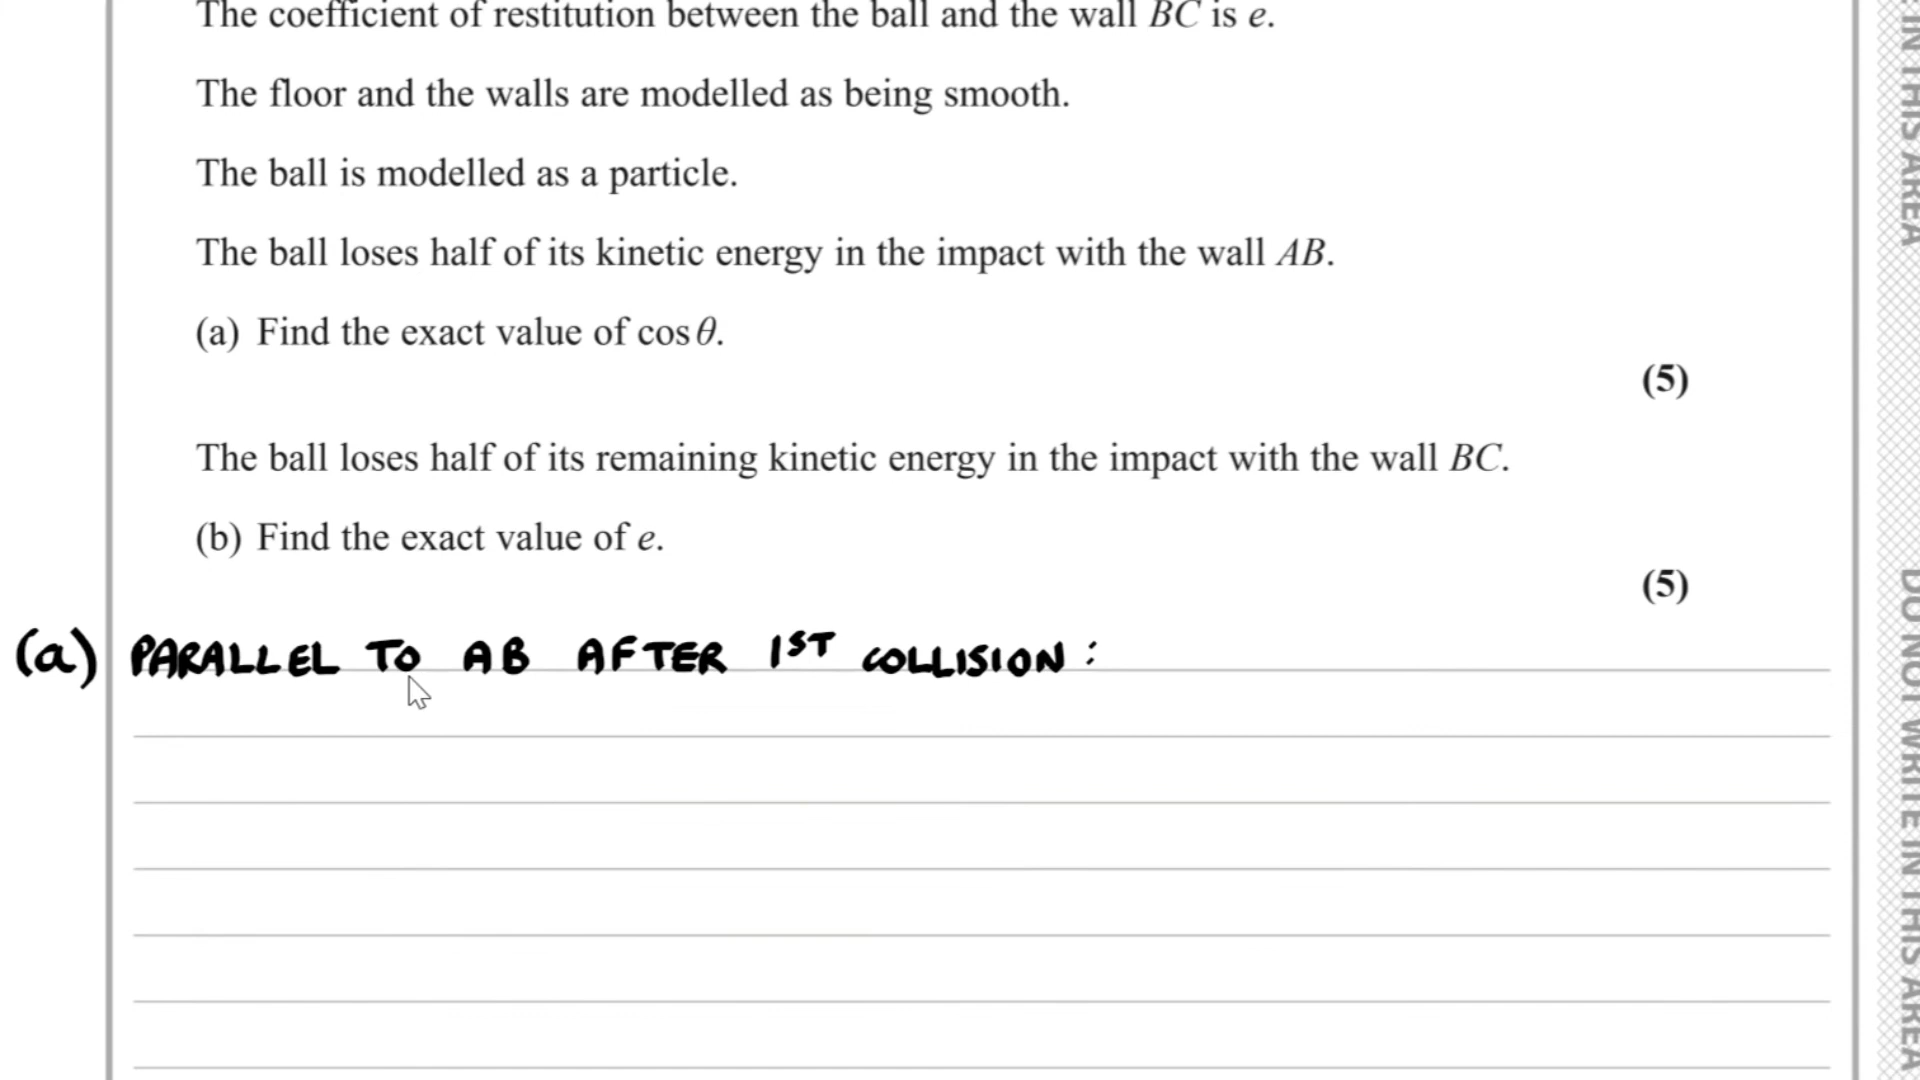 The coefficient of restitution between the ball and the wall BC is e.
The floor and the walls are modelled as being smooth.
The ball is modelled as a particle.
The ball loses half of its kinetic energy in the impact with the wall AB.
(a) Find the exact value of cos θ.
(5)
The ball loses half of its remaining kinetic energy in the impact with the wall BC.
(b) Find the exact value of e.
(5)
(a) PARALLEL TO AB AFTER 1ST COLLISION :
IN THIS AREA
DO NOT WRITE IN THIS AREA